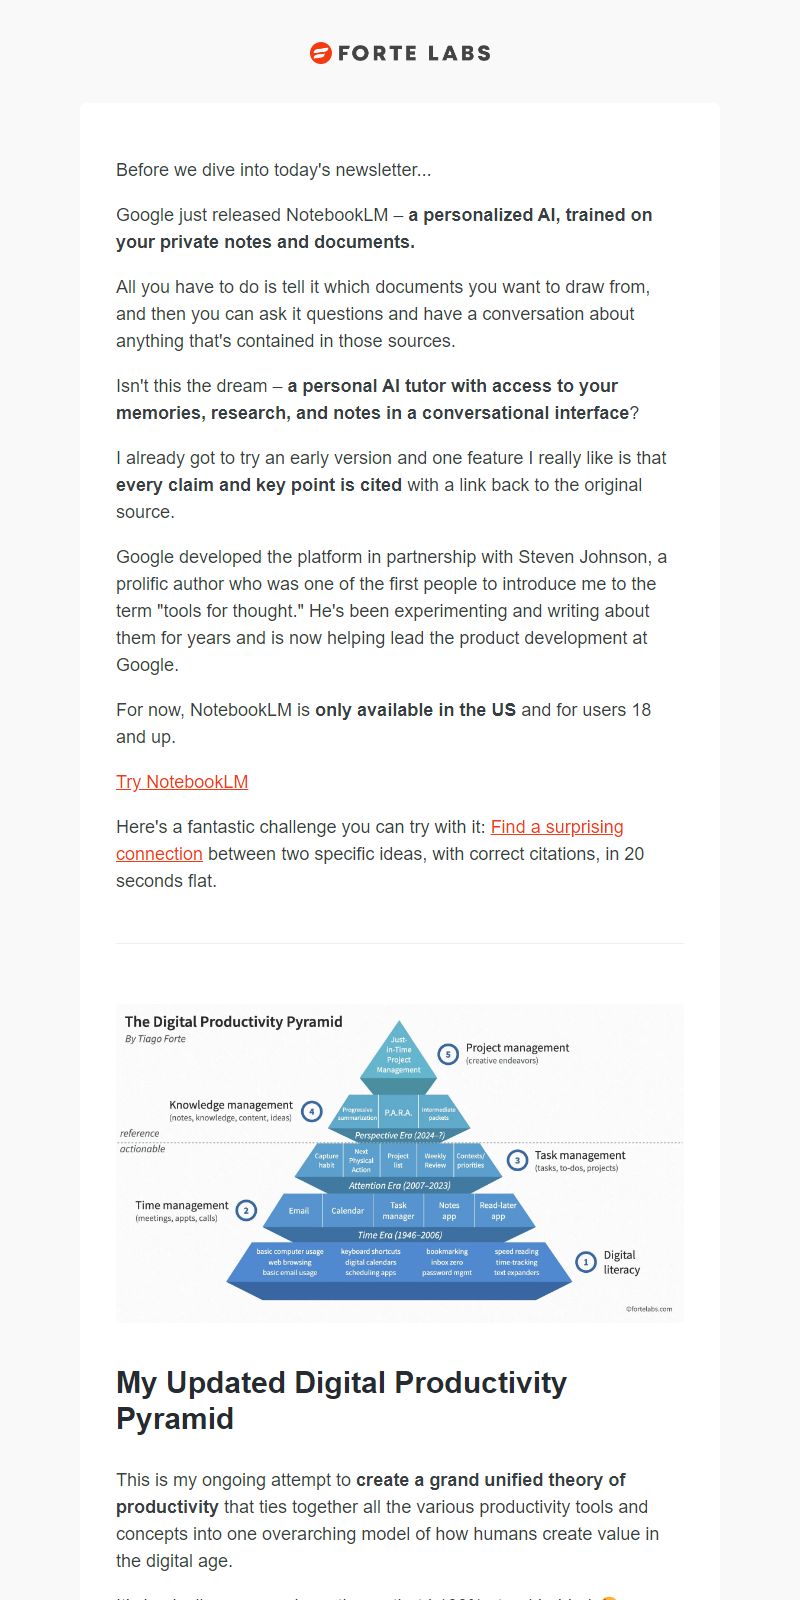 FORTE LABS
Before we dive into today's newsletter...
Google just released NotebookLM – a personalized AI, trained on
your private notes and documents.
All you have to do is tell it which documents you want to draw from,
and then you can ask it questions and have a conversation about
anything that's contained in those sources.
Isn't this the dream – a personal AI tutor with access to your
memories, research, and notes in a conversational interface?
I already got to try an early version and one feature I really like is that
every claim and key point is cited with a link back to the original
source.
Google developed the platform in partnership with Steven Johnson, a
prolific author who was one of the first people to introduce me to the
term "tools for thought." He's been experimenting and writing about
them for years and is now helping lead the product development at
Google.
For now, NotebookLM is only available in the US and for users 18
and up.
Try NotebookLM
Here's a fantastic challenge you can try with it: Find a surprising
connection between two specific ideas, with correct citations, in 20
seconds flat.
The Digital Productivity Pyramid
By Tiago Forte
Just-
in-Time
Project
Management
5
Project management
(creative endeavors)
Knowledge management
(notes, knowledge, content, ideas)
4
Progressive
summarization
P.A.R.A.
Intermediate
packets
Perspective Era (2024–?)
reference
actionable
Capture
habit
Next
Physical
Action
Project
list
Weekly
Review
Contexts/
priorities
3
Task management
(tasks, to-dos, projects)
Attention Era (2007–2023)
Time management
(meetings, appts, calls)
2
Email
Calendar
Task
manager
Notes
app
Read-later
app
Time Era (1946–2006)
basic computer usage
web browsing
basic email usage
keyboard shortcuts
digital calendars
scheduling apps
bookmarking
inbox zero
password mgmt
speed reading
time-tracking
text expanders
1
Digital
literacy
©fortelabs.com
My Updated Digital Productivity
Pyramid
This is my ongoing attempt to create a grand unified theory of
productivity that ties together all the various productivity tools and
concepts into one overarching model of how humans create value in
the digital age.